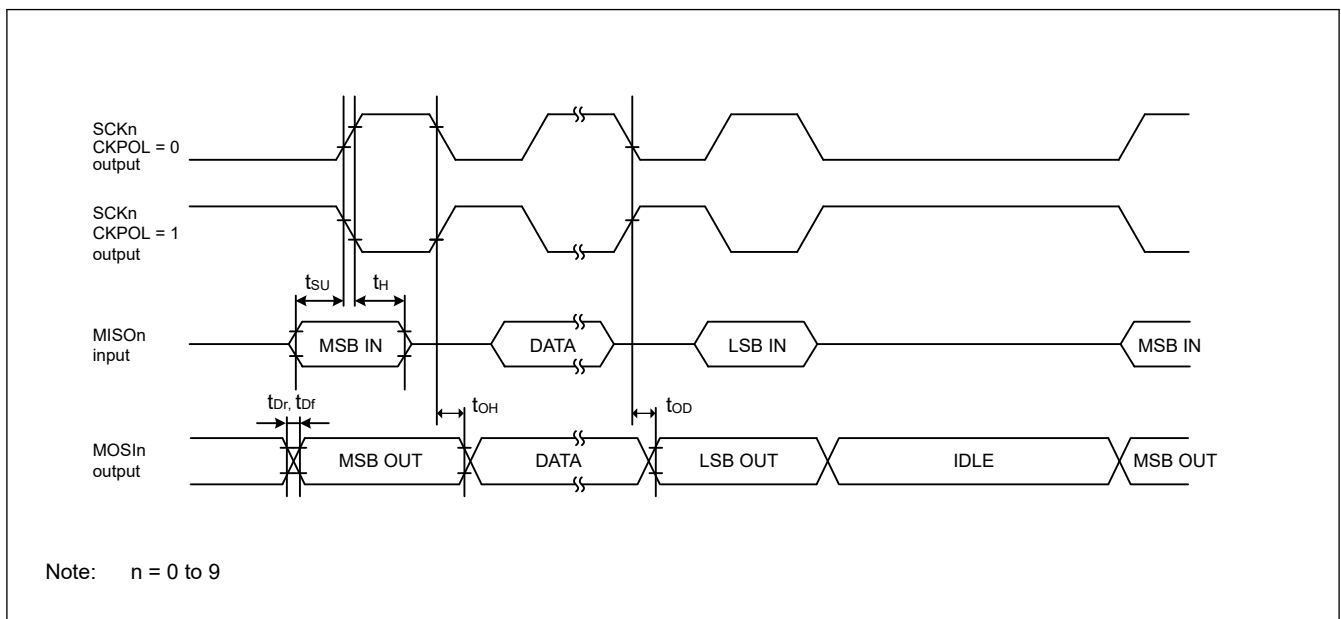 SCKn
CKPOL = 0
output
SCKn
CKPOL = 1
output
tSU
tH
MISOn
input
MSB IN
DATA
LSB IN
MSB IN
tDr, tDf
tOH
tOD
MOSIn
output
MSB OUT
DATA
LSB OUT
IDLE
MSB OUT
Note: n = 0 to 9